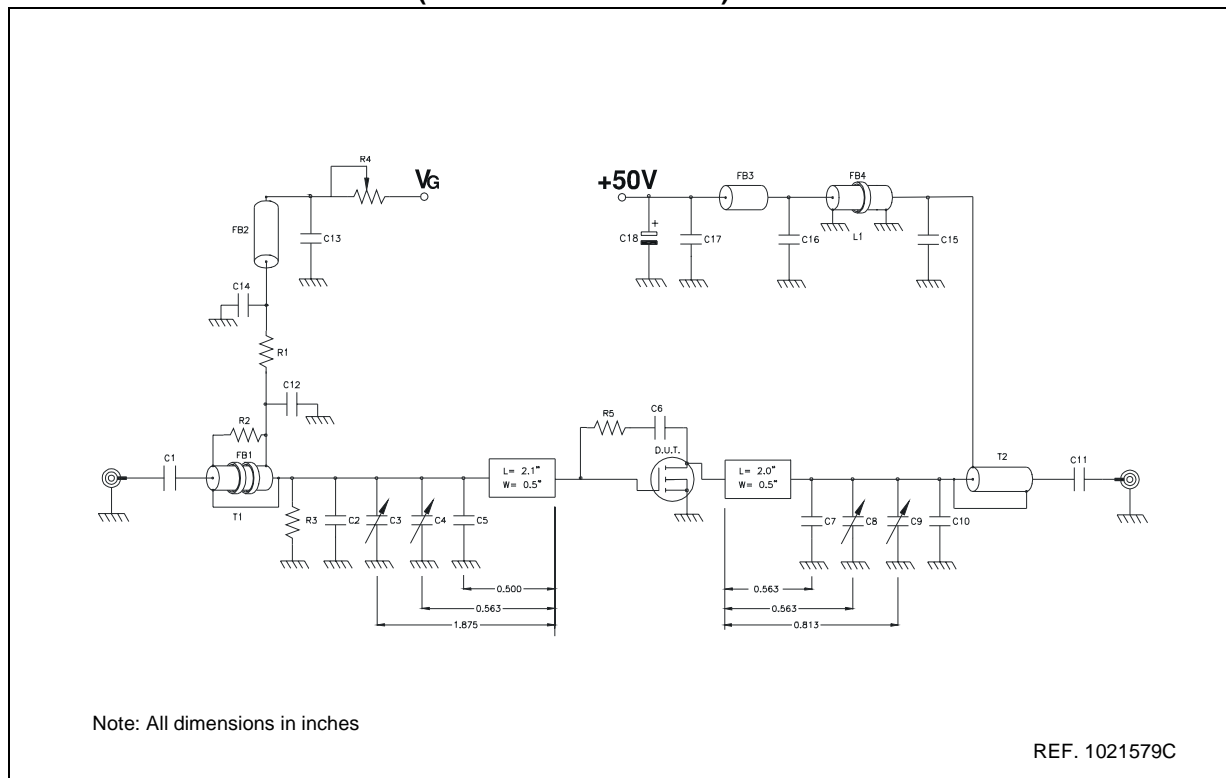 R4
VG
+50V
FB3
FB4
FB2
C13
C18
+
C17
C16
L1
C15
C14
R1
C12
R2
FB1
C1
T1
R3
C2
C3
C4
C5
L= 2.1"
W= 0.5"
R5
C6
D.U.T.
L= 2.0"
W= 0.5"
C7
C8
C9
C10
T2
C11
0.500
0.563
1.875
0.563
0.563
0.813
Note: All dimensions in inches
REF. 1021579C